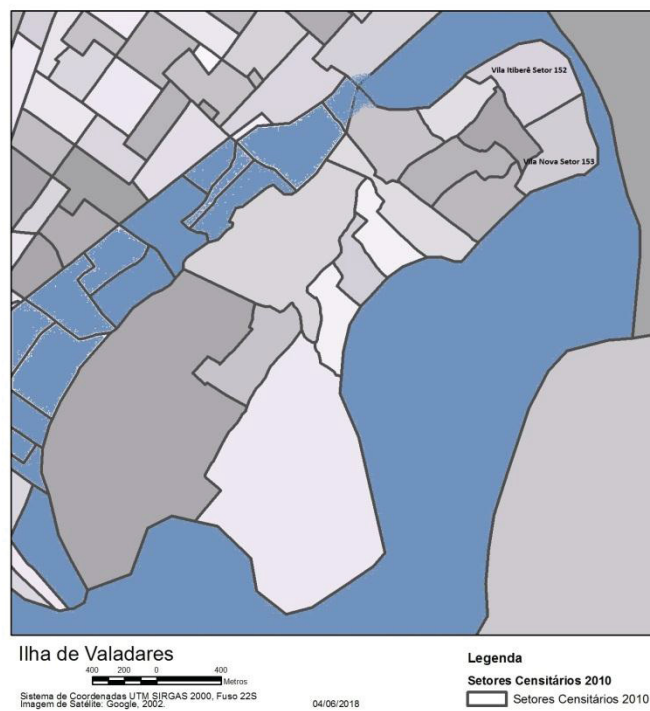 Vila Itiberê Setor 152
Vila Nova Setor 153
Ilha de Valadares
400 200 0 400
Metros
Sistema de Coordenadas UTM SIRGAS 2000, Fuso 22S
Imagem de Satélite: Google, 2002.
04/06/2018
Legenda
Setores Censitários 2010
Setores Censitários 2010